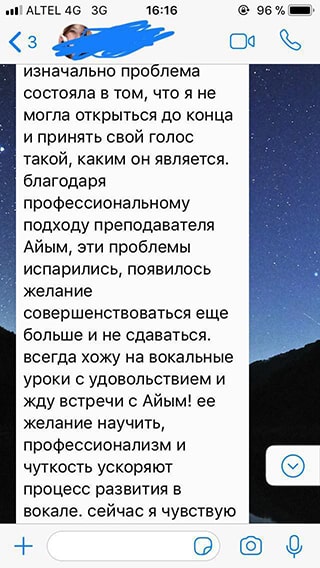 ALTEL 4G 3G 16:16 96 %
3
изначально проблема
состояла в том, что я не
могла открыться до конца
и принять свой голос
такой, каким он является.
благодаря
профессиональному
подходу преподавателя
Айым, эти проблемы
испарились, появилось
желание
совершенствоваться еще
больше и не сдаваться.
всегда хожу на вокальные
уроки с удовольствием и
жду встречи с Айым! ее
желание научить,
профессионализм и
чуткость ускоряют
процесс развития в
вокале. сейчас я чувствую